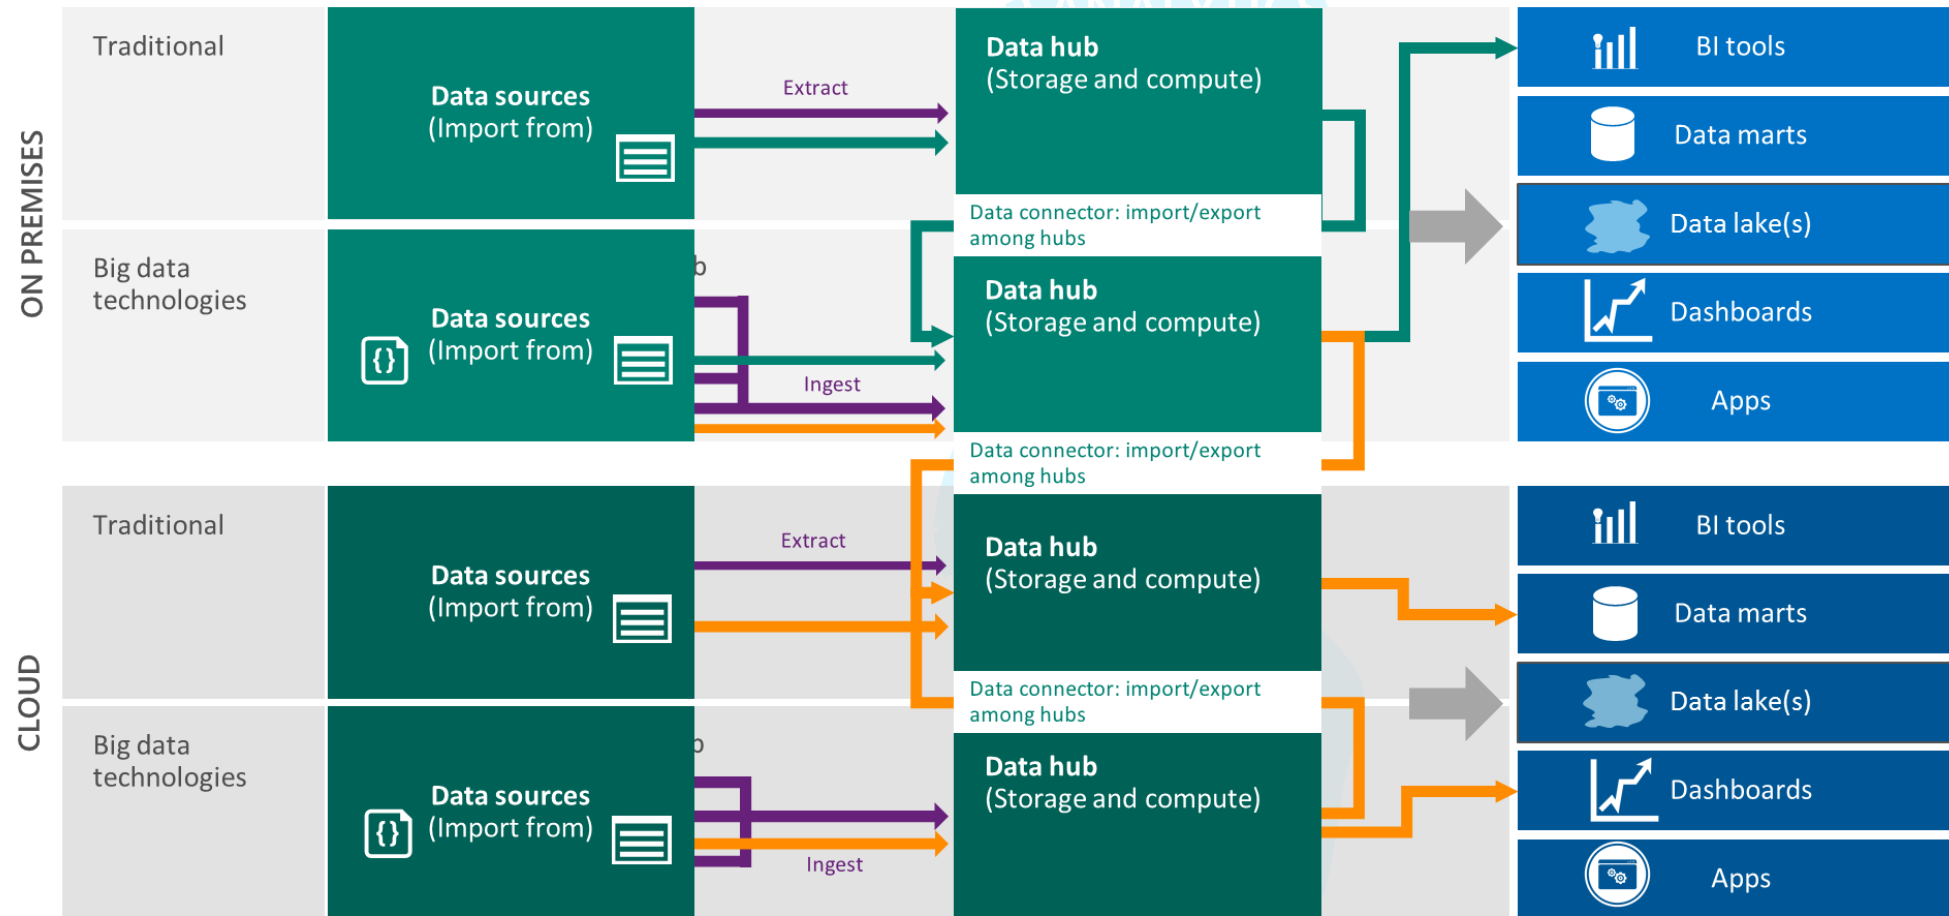 ON PREMISES
Traditional
Data sources
(Import from)
Extract
Data hub
(Storage and compute)
Data connector: import/export
among hubs
Big data
technologies
Data sources
(Import from)
{}
b
Ingest
Data hub
(Storage and compute)
Data connector: import/export
among hubs
BI tools
Data marts
Data lake(s)
Dashboards
Apps
CLOUD
Traditional
Data sources
(Import from)
Extract
Data hub
(Storage and compute)
Data connector: import/export
among hubs
Big data
technologies
Data sources
(Import from)
{}
Ingest
Data hub
(Storage and compute)
BI tools
Data marts
Data lake(s)
Dashboards
Apps